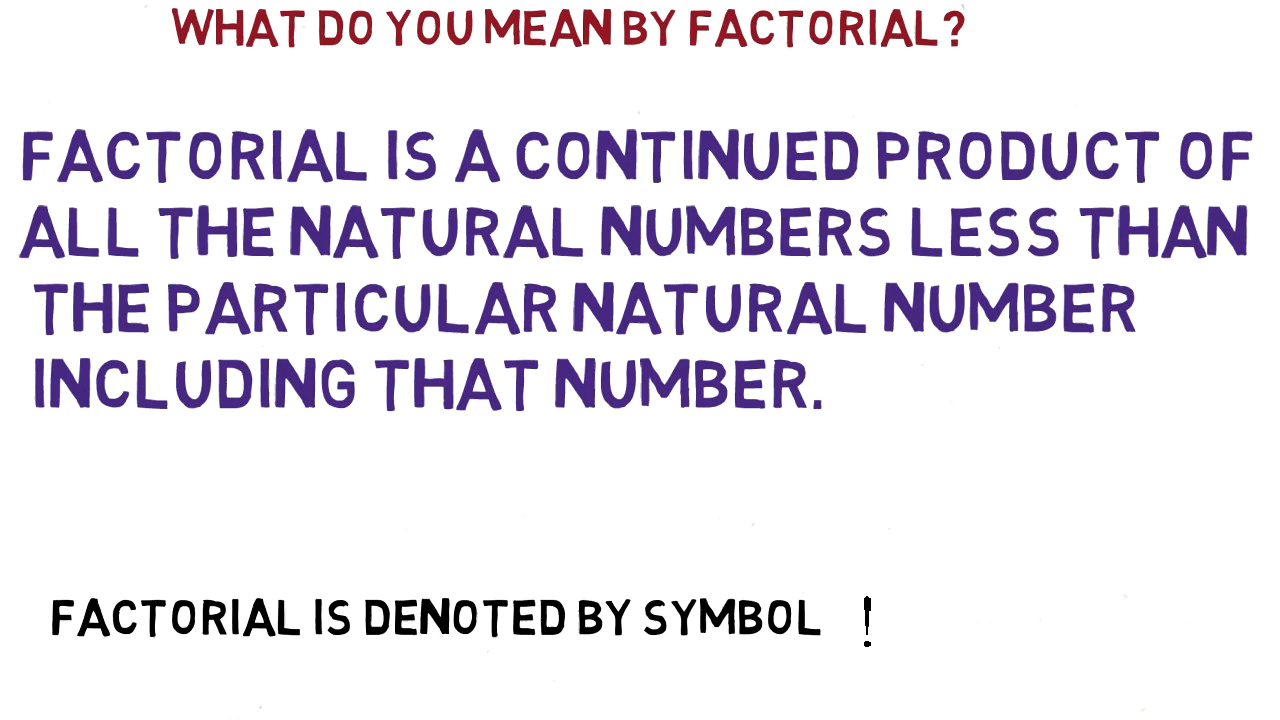 WHAT DO YOU MEAN BY FACTORIAL?
FACTORIAL IS A CONTINUED PRODUCT OF
ALL THE NATURAL NUMBERS LESS THAN
THE PARTICULAR NATURAL NUMBER
INCLUDING THAT NUMBER.
FACTORIAL IS DENOTED BY SYMBOL !